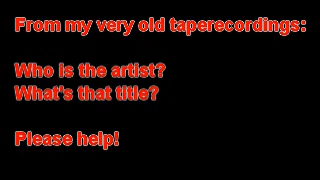 From my very old taperecordings:
Who is the artist?
What's that title?
Please help!